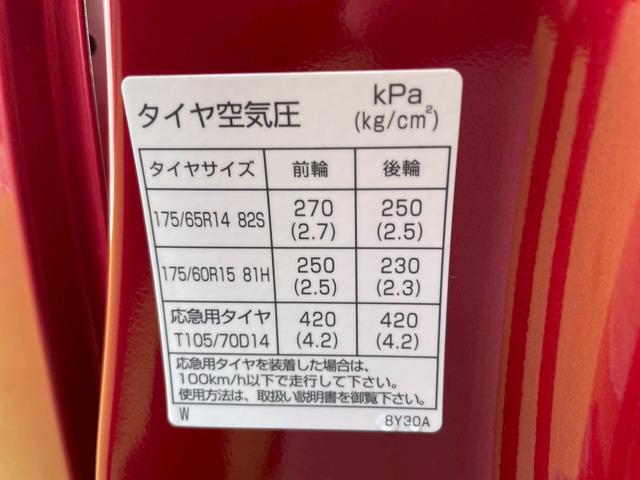 タイヤ空気圧 kPa (kg/cm²)
タイヤサイズ 前輪 後輪
175/65R14 82S 270 (2.7) 250 (2.5)
175/60R15 81H 250 (2.5) 230 (2.3)
応急用タイヤ T105/70D14 420 (4.2) 420 (4.2)
応急用タイヤを装着した場合は、
100km/h以下で走行して下さい。
使用方法は、取扱い説明書を御覧下さい。
W 8Y30A